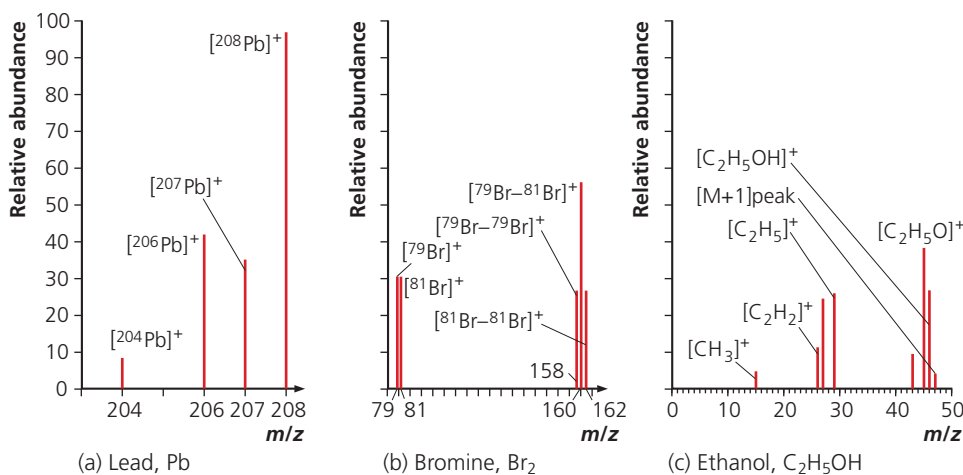 Relative abundance
100
90
80
70
60
50
40
30
20
10
0
[²⁰⁸Pb]⁺
[²⁰⁷Pb]⁺
[²⁰⁶Pb]⁺
[²⁰⁴Pb]⁺
204
206
207
208
m/z
(a) Lead, Pb
Relative abundance
[⁷⁹Br–⁸¹Br]⁺
[⁷⁹Br–⁷⁹Br]⁺
[⁷⁹Br]⁺
[⁸¹Br]⁺
[⁸¹Br–⁸¹Br]⁺
158
79
81
160
162
m/z
(b) Bromine, Br₂
Relative abundance
[C₂H₅OH]⁺
[M+1]peak
[C₂H₅]⁺
[C₂H₅O]⁺
[C₂H₂]⁺
[CH₃]⁺
0
10
20
30
40
50
m/z
(c) Ethanol, C₂H₅OH